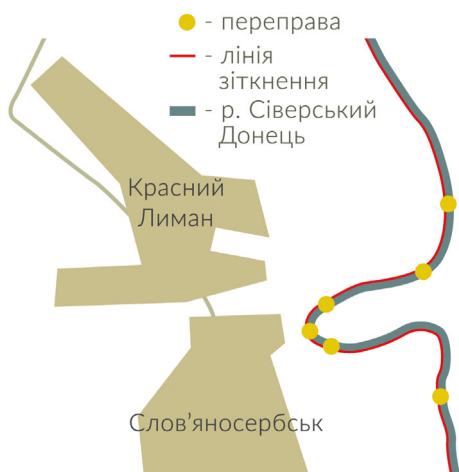 - переправа
- лінія
зіткнення
- р. Сіверський
Донець
Красний
Лиман
Слов'яносербськ